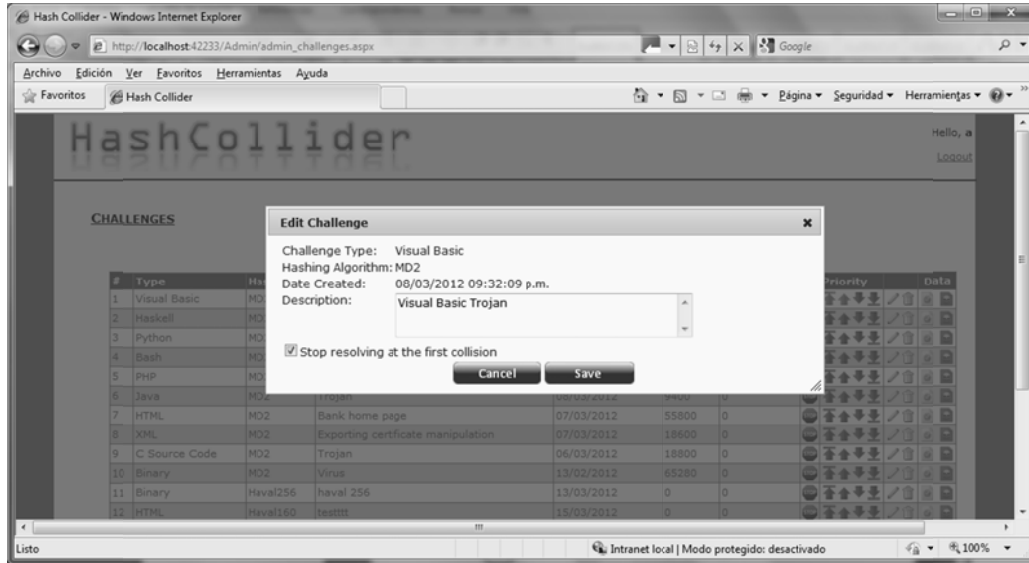 Hash Collider - Windows Internet Explorer
http://localhost:42233/Admin/admin_challenges.aspx
Google
Archivo Edición Ver Favoritos Herramientas Ayuda
Favoritos Hash Collider Página Seguridad Herramientas
HashCollider
Hello, a
Logout
CHALLENGES
Edit Challenge
Challenge Type: Visual Basic
Hashing Algorithm: MD2
Date Created: 08/03/2012 09:32:09 p.m.
Description: Visual Basic Trojan
Stop resolving at the first collision
Cancel Save
# Type Priority Data
1 Visual Basic
2 Haskell
3 Python
4 Bash
5 PHP
6 Java MD2 Trojan 08/03/2012 9400 0
7 HTML MD2 Bank home page 07/03/2012 55800 0
8 XML MD2 Exporting certficate manipulation 07/03/2012 18600 0
9 C Source Code MD2 Trojan 06/03/2012 18800 0
10 Binary MD2 Virus 13/02/2012 65280 0
11 Binary Haval256 haval 256 13/03/2012 0 0
12 HTML Haval160 testttt 15/03/2012 0 0
Listo Intranet local | Modo protegido: desactivado 100%